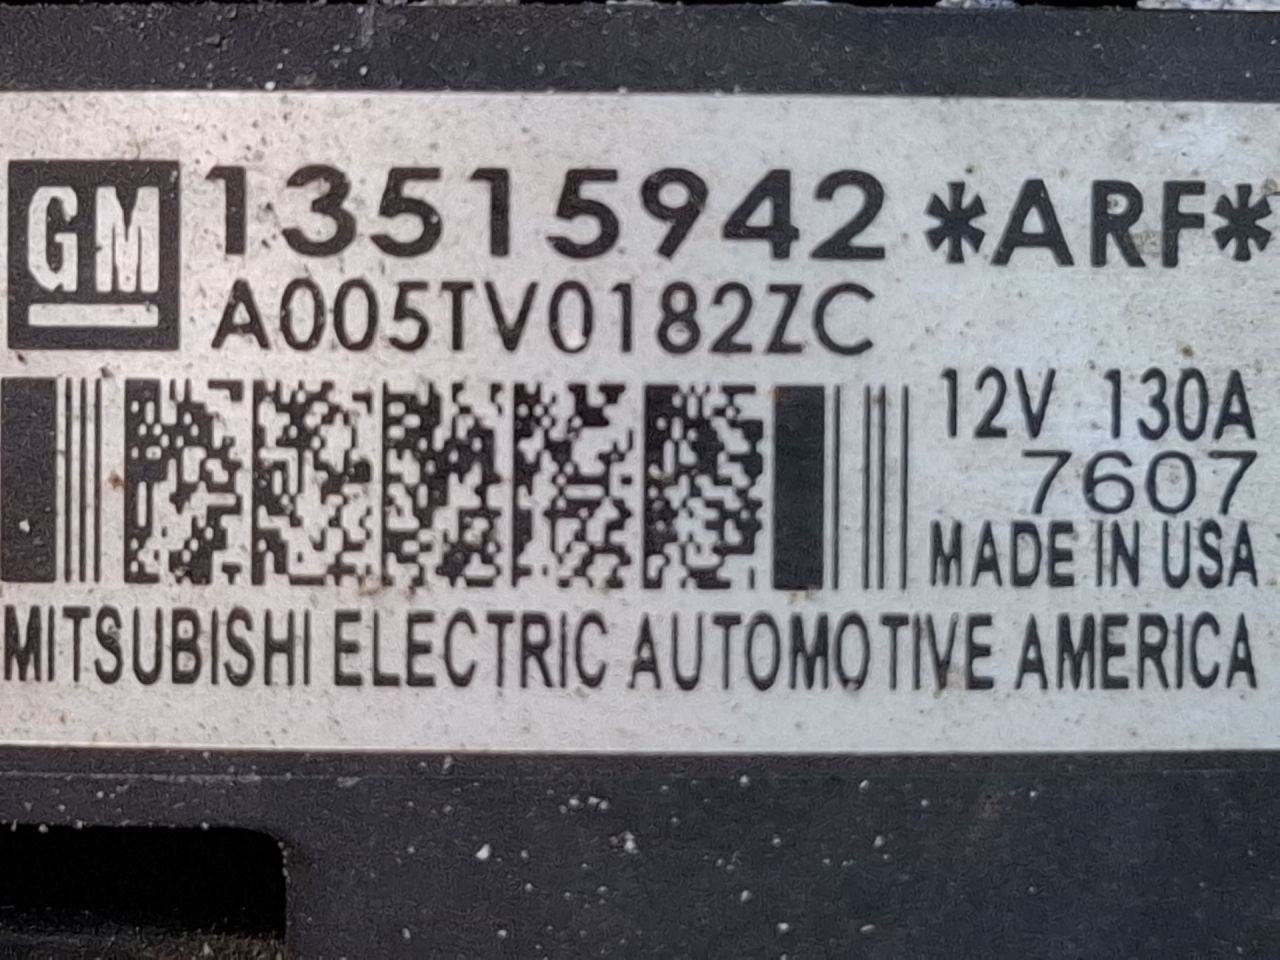 GM 13515942 *ARF*
A005TV0182ZC
12V 130A
7607
MADE IN USA
MITSUBISHI ELECTRIC AUTOMOTIVE AMERICA